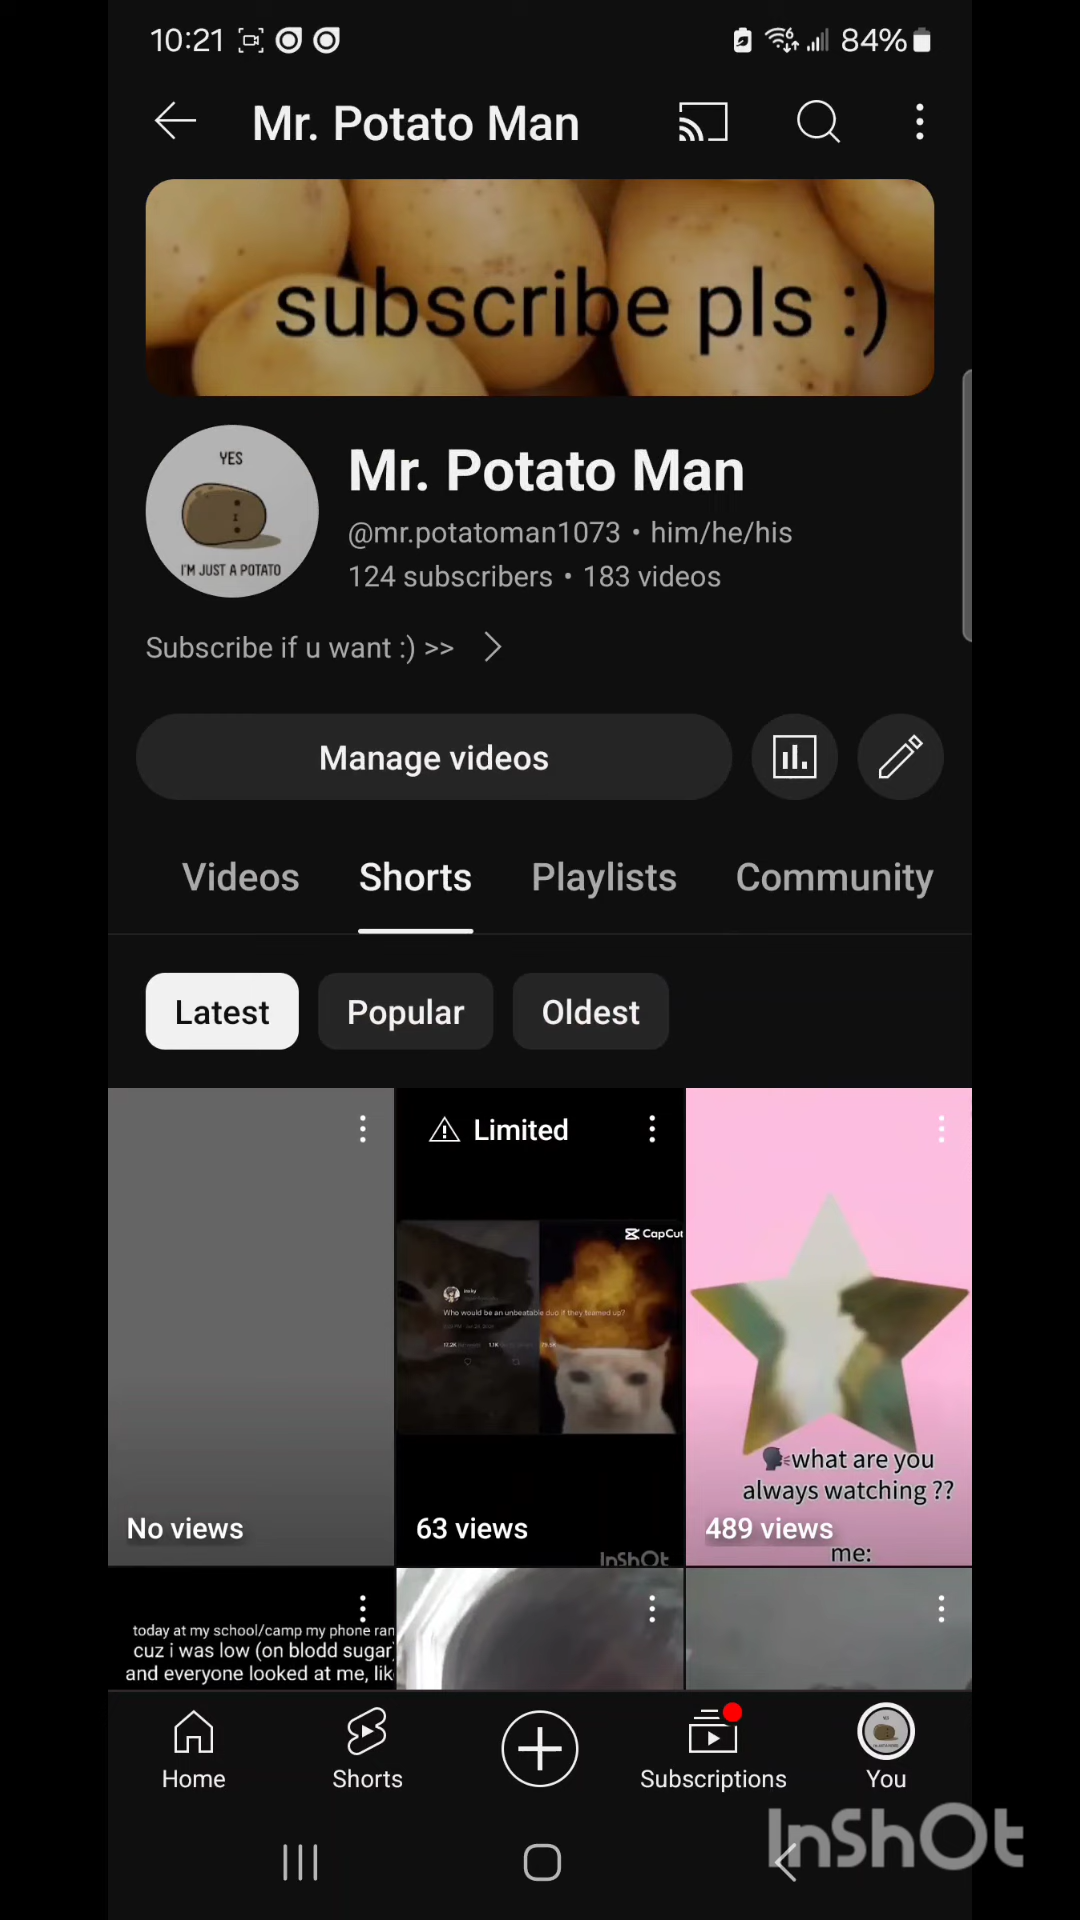 10:21
84%
Mr. Potato Man
subscribe pls :)
YES
I'M JUST A POTATO
Mr. Potato Man
@mr.potatoman1073 • him/he/his
124 subscribers • 183 videos
Subscribe if u want :) >>
Manage videos
Videos Shorts Playlists Community
Latest Popular Oldest
No views
Limited
CapCut
Who would be an unbeatable duo if they teamed up?
63 views
InShOt
what are you
always watching ??
489 views
me:
today at my school/camp my phone ran
cuz i was low (on blodd sugar)
and everyone looked at me, lik
Home Shorts Subscriptions You
InShOt